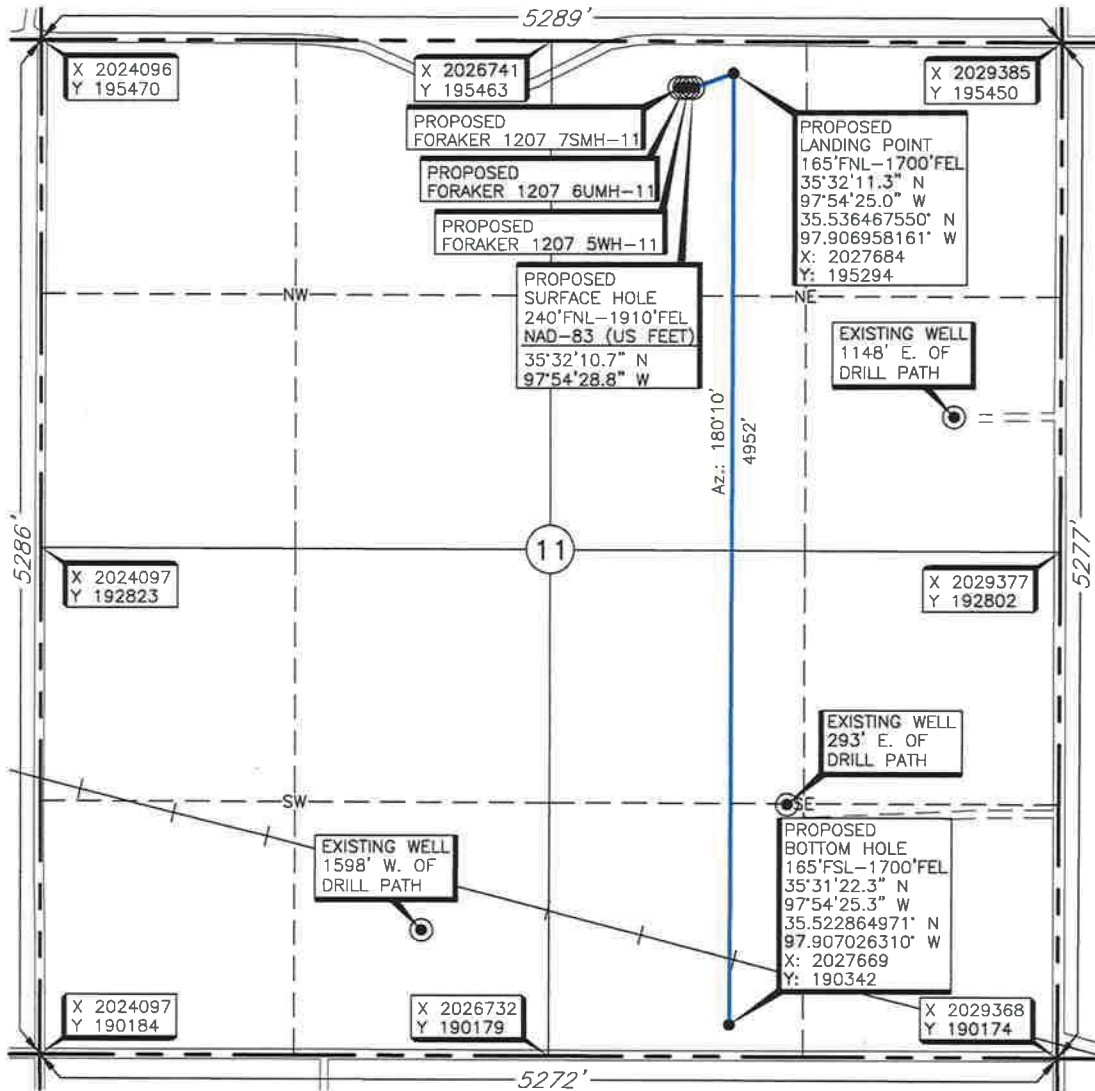 5289'
X 2024096
Y 195470
X 2026741
Y 195463
X 2029385
Y 195450
PROPOSED
FORAKER 1207 7SMH-11
PROPOSED
FORAKER 1207 6UMH-11
PROPOSED
FORAKER 1207 5WH-11
PROPOSED
SURFACE HOLE
240'FNL-1910'FEL
NAD-83 (US FEET)
35°32'10.7" N
97°54'28.8" W
PROPOSED
LANDING POINT
165'FNL-1700'FEL
35°32'11.3" N
97°54'25.0" W
35.536467550° N
97.906958161° W
X: 2027684
Y: 195294
NW
NE
EXISTING WELL
1148' E. OF
DRILL PATH
Az.: 180°10'
4952'
5286'
11
5277'
X 2024097
Y 192823
X 2029377
Y 192802
EXISTING WELL
293' E. OF
DRILL PATH
SW
SE
EXISTING WELL
1598' W. OF
DRILL PATH
PROPOSED
BOTTOM HOLE
165'FSL-1700'FEL
35°31'22.3" N
97°54'25.3" W
35.522864971° N
97.907026310° W
X: 2027669
Y: 190342
X 2024097
Y 190184
X 2026732
Y 190179
X 2029368
Y 190174
5272'